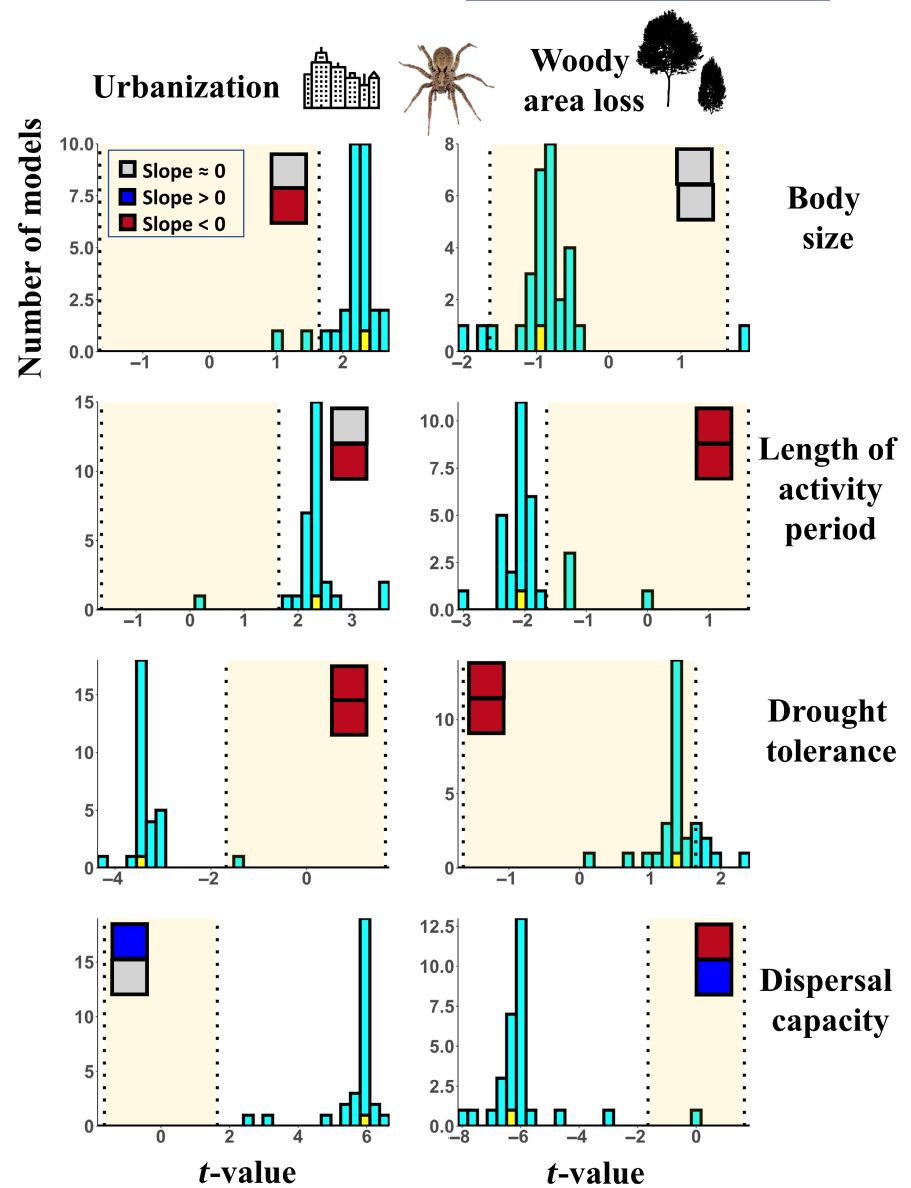 Urbanization
Woody
area loss
Number of models
10.0
7.5
5.0
2.5
0.0
Slope ≈ 0
Slope > 0
Slope < 0
−1 0 1 2
8
6
4
2
0
−2 −1 0 1
Body
size
15
10
5
0
−1 0 1 2 3
10.0
7.5
5.0
2.5
0.0
−3 −2 −1 0 1
Length of
activity
period
15
10
5
0
−4 −2 0
10
5
0
−1 0 1 2
Drought
tolerance
15
10
5
0
0 2 4 6
12.5
10.0
7.5
5.0
2.5
0.0
−8 −6 −4 −2 0
Dispersal
capacity
t-value
t-value